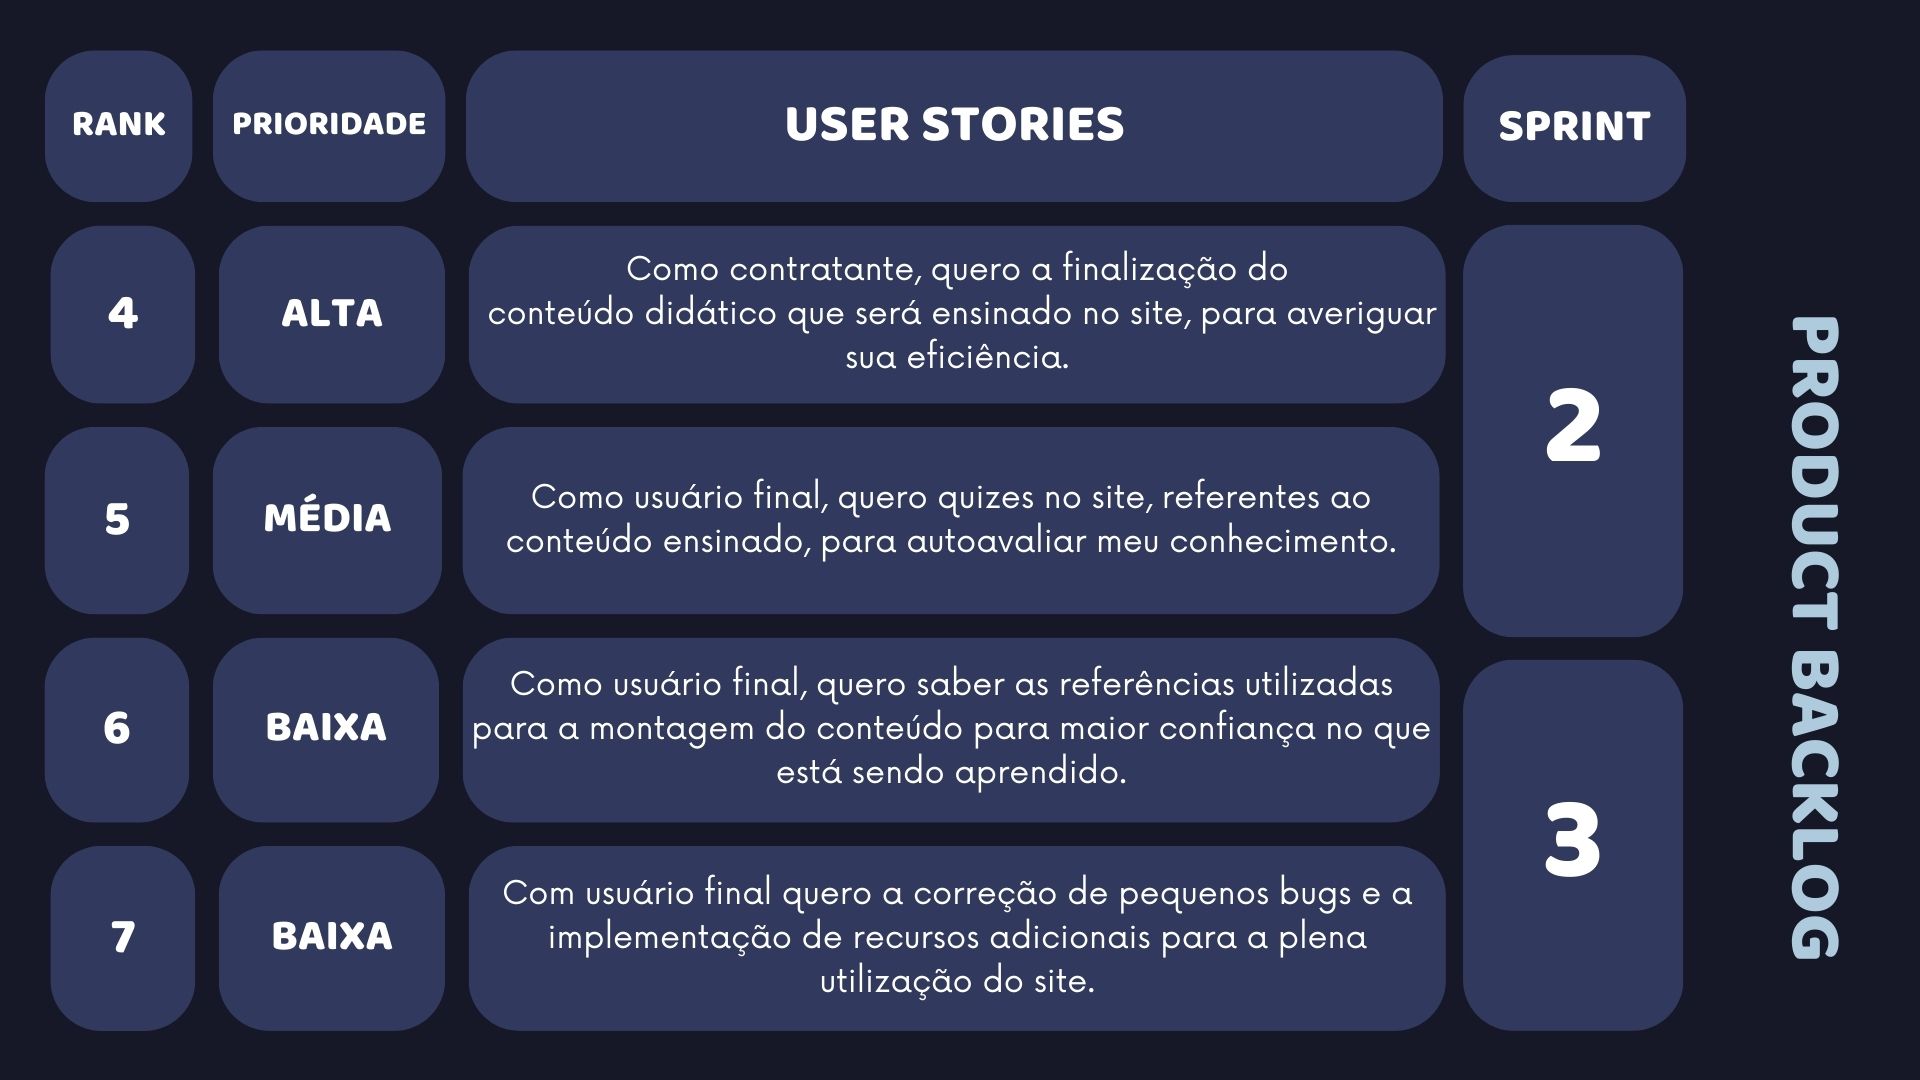 RANK
PRIORIDADE
USER STORIES
SPRINT
4
ALTA
Como contratante, quero a finalização do
conteúdo didático que será ensinado no site, para averiguar
sua eficiência.
2
5
MÉDIA
Como usuário final, quero quizes no site, referentes ao
conteúdo ensinado, para autoavaliar meu conhecimento.
6
BAIXA
Como usuário final, quero saber as referências utilizadas
para a montagem do conteúdo para maior confiança no que
está sendo aprendido.
3
7
BAIXA
Com usuário final quero a correção de pequenos bugs e a
implementação de recursos adicionais para a plena
utilização do site.
PRODUCT BACKLOG